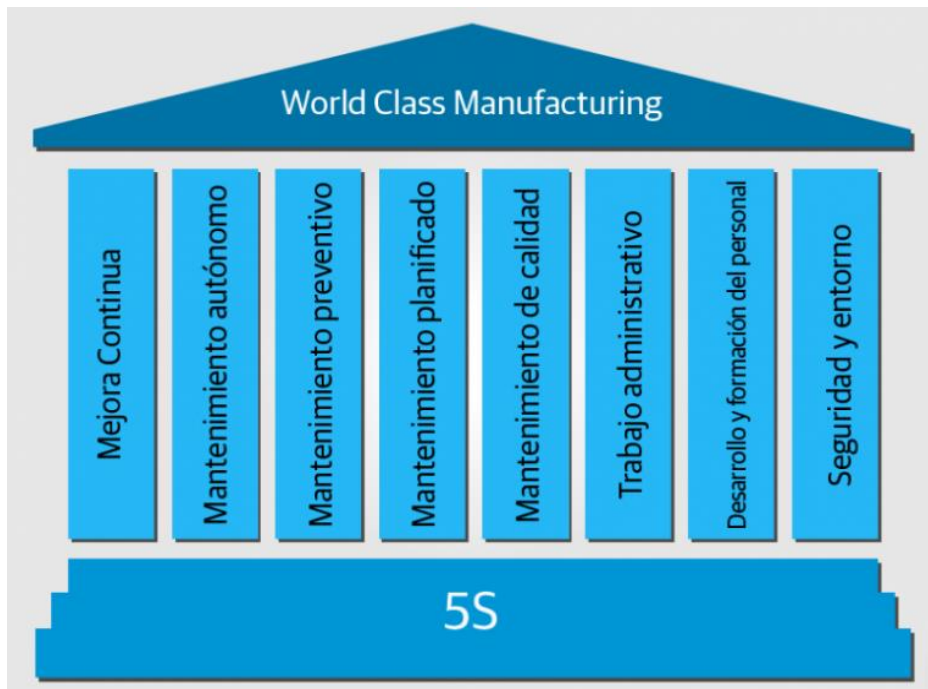 World Class Manufacturing
Mejora Continua
Mantenimiento autónomo
Mantenimiento preventivo
Mantenimiento planificado
Mantenimiento de calidad
Trabajo administrativo
Desarrollo y formación del personal
Seguridad y entorno
5S